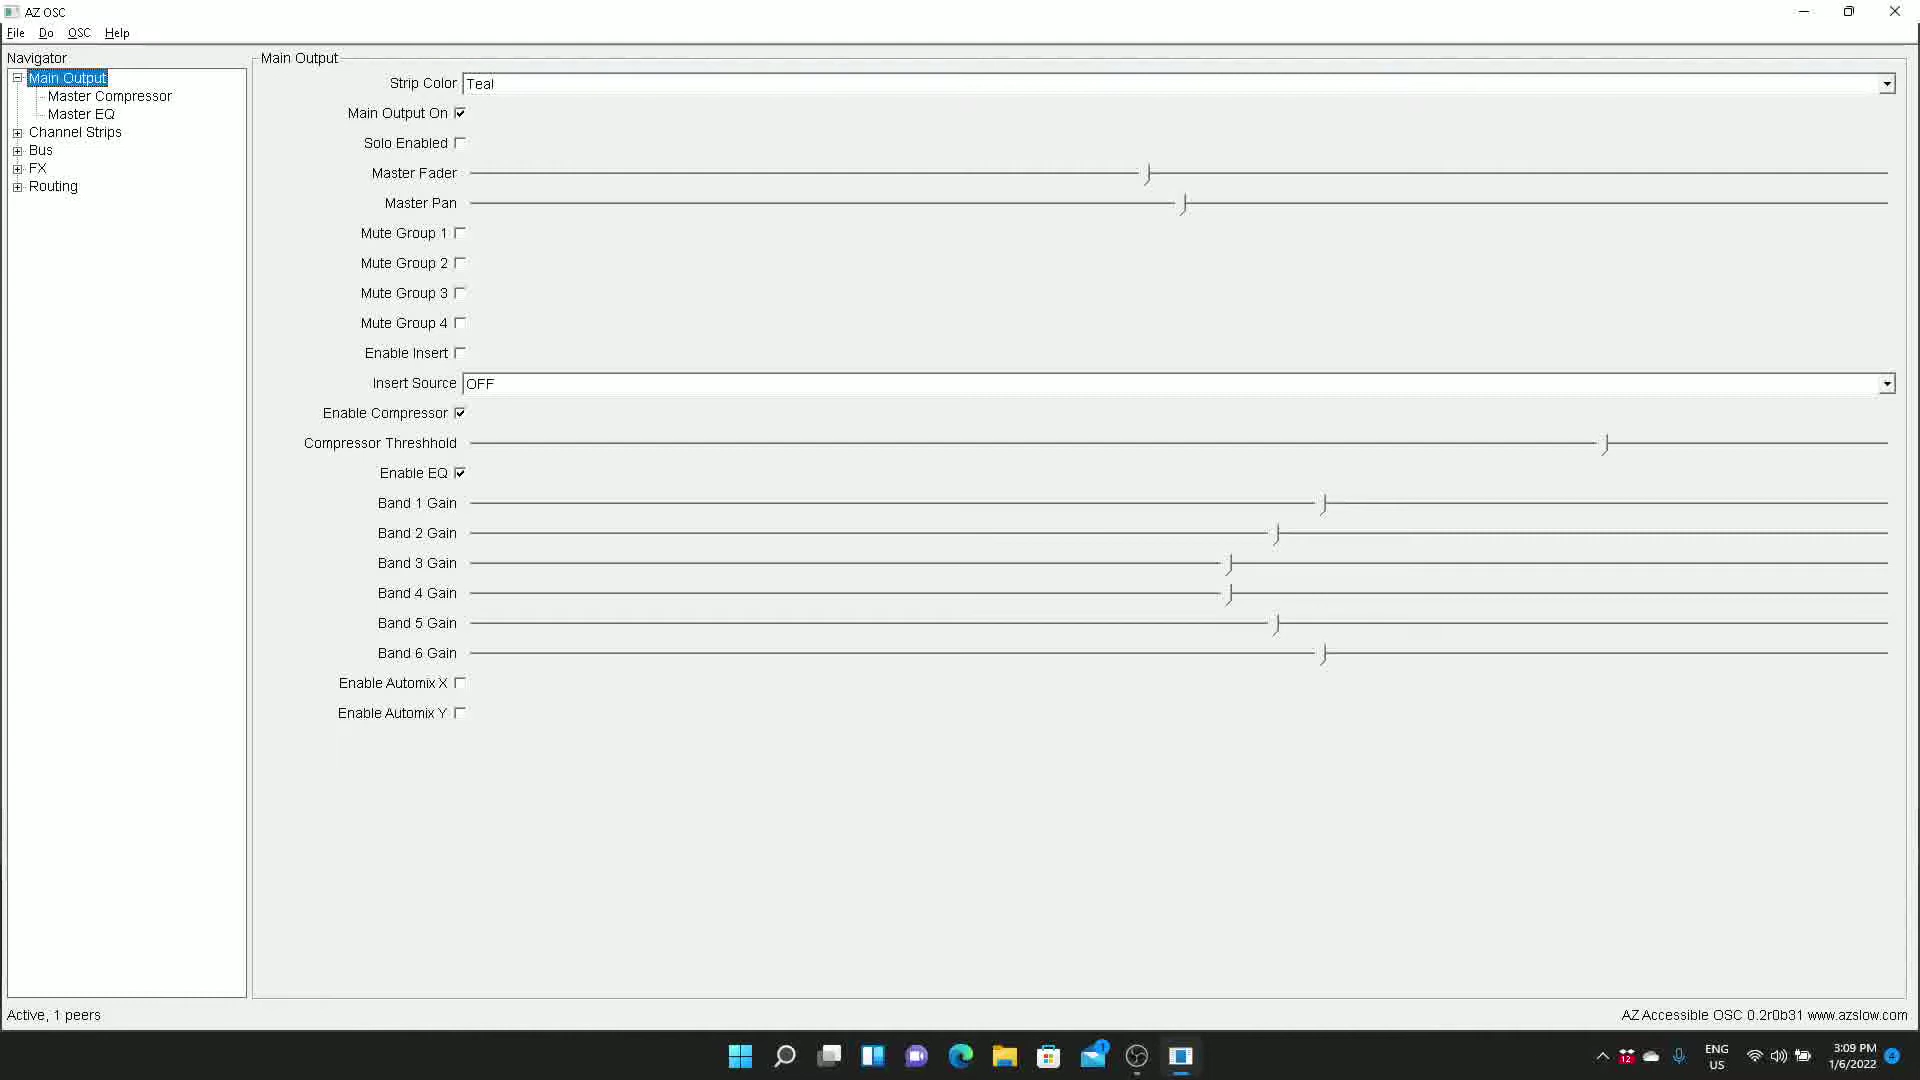 AZ OSC
File Do OSC Help
Navigator
Main Output
Master Compressor
Master EQ
Channel Strips
Bus
FX
Routing
Main Output
Strip Color Teal
Main Output On
Solo Enabled
Master Fader
Master Pan
Mute Group 1
Mute Group 2
Mute Group 3
Mute Group 4
Enable Insert
Insert Source OFF
Enable Compressor
Compressor Threshhold
Enable EQ
Band 1 Gain
Band 2 Gain
Band 3 Gain
Band 4 Gain
Band 5 Gain
Band 6 Gain
Enable Automix X
Enable Automix Y
Active, 1 peers
AZ Accessible OSC 0.2r0b31 www.azslow.com
1
12
ENG
US
3:09 PM
1/6/2022
4